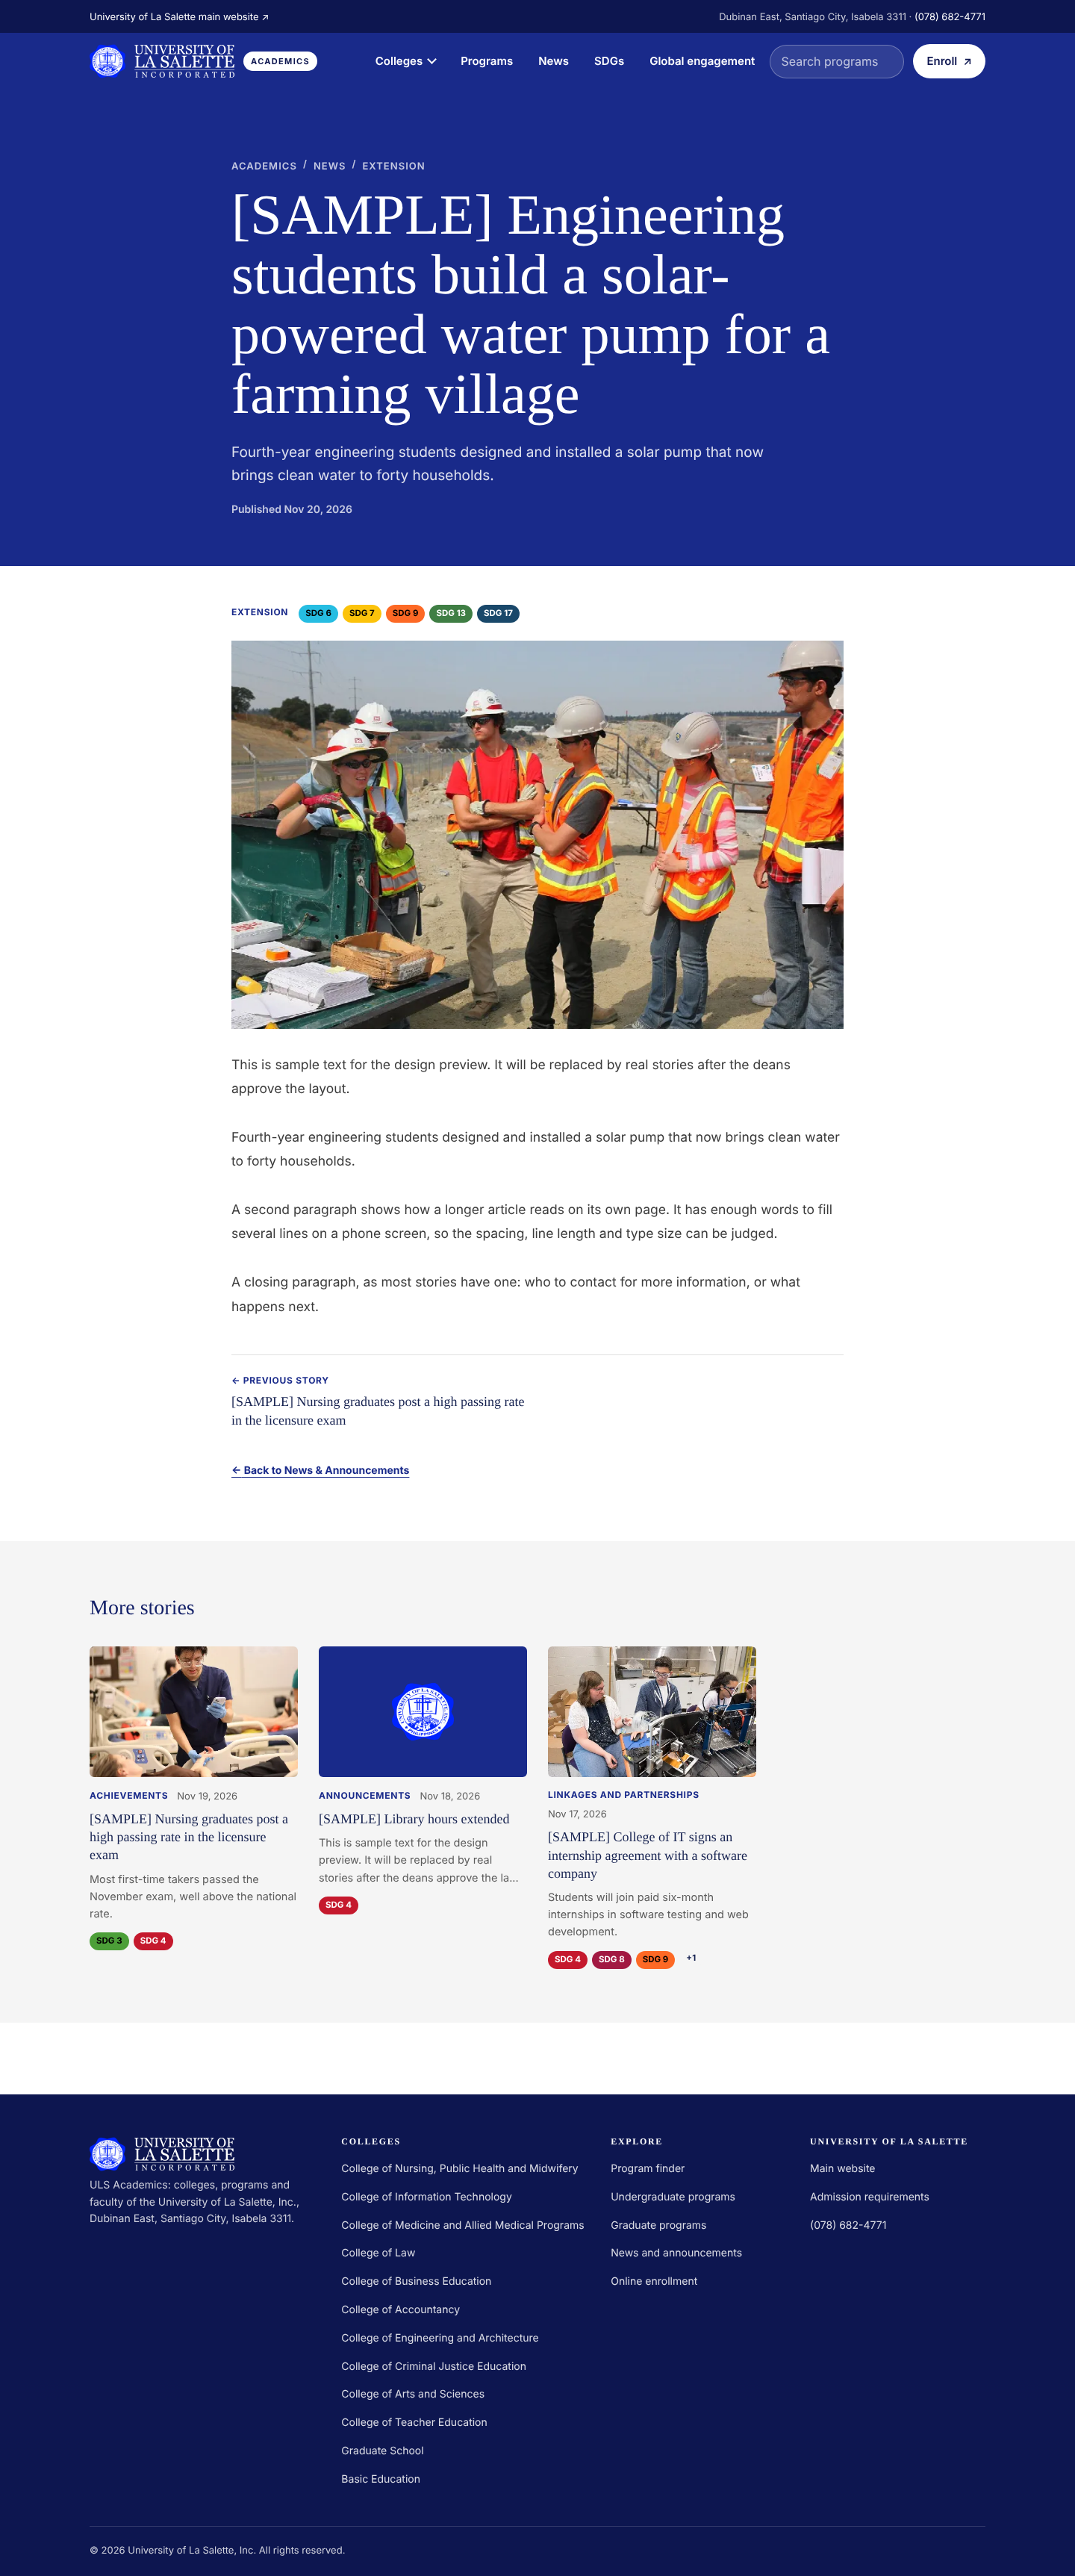 University of La Salette main website ↗
Dubinan East, Santiago City, Isabela 3311 · (078) 682-4771
UNIVERSITY OF
LA SALETTE
INCORPORATED
ACADEMICS
Colleges
Programs
News
SDGs
Global engagement
Search programs
Enroll ↗
ACADEMICS / NEWS / EXTENSION
[SAMPLE] Engineering
students build a solar-
powered water pump for a
farming village
Fourth-year engineering students designed and installed a solar pump that now
brings clean water to forty households.
Published Nov 20, 2026
EXTENSION SDG 6 SDG 7 SDG 9 SDG 13 SDG 17
This is sample text for the design preview. It will be replaced by real stories after the deans
approve the layout.
Fourth-year engineering students designed and installed a solar pump that now brings clean water
to forty households.
A second paragraph shows how a longer article reads on its own page. It has enough words to fill
several lines on a phone screen, so the spacing, line length and type size can be judged.
A closing paragraph, as most stories have one: who to contact for more information, or what
happens next.
← PREVIOUS STORY
[SAMPLE] Nursing graduates post a high passing rate
in the licensure exam
← Back to News & Announcements
More stories
ACHIEVEMENTS Nov 19, 2026
[SAMPLE] Nursing graduates post a
high passing rate in the licensure
exam
Most first-time takers passed the
November exam, well above the national
rate.
SDG 3 SDG 4
ANNOUNCEMENTS Nov 18, 2026
[SAMPLE] Library hours extended
This is sample text for the design
preview. It will be replaced by real
stories after the deans approve the la...
SDG 4
LINKAGES AND PARTNERSHIPS
Nov 17, 2026
[SAMPLE] College of IT signs an
internship agreement with a software
company
Students will join paid six-month
internships in software testing and web
development.
SDG 4 SDG 8 SDG 9 +1
UNIVERSITY OF
LA SALETTE
INCORPORATED
ULS Academics: colleges, programs and
faculty of the University of La Salette, Inc.,
Dubinan East, Santiago City, Isabela 3311.
COLLEGES
College of Nursing, Public Health and Midwifery
College of Information Technology
College of Medicine and Allied Medical Programs
College of Law
College of Business Education
College of Accountancy
College of Engineering and Architecture
College of Criminal Justice Education
College of Arts and Sciences
College of Teacher Education
Graduate School
Basic Education
EXPLORE
Program finder
Undergraduate programs
Graduate programs
News and announcements
Online enrollment
UNIVERSITY OF LA SALETTE
Main website
Admission requirements
(078) 682-4771
© 2026 University of La Salette, Inc. All rights reserved.